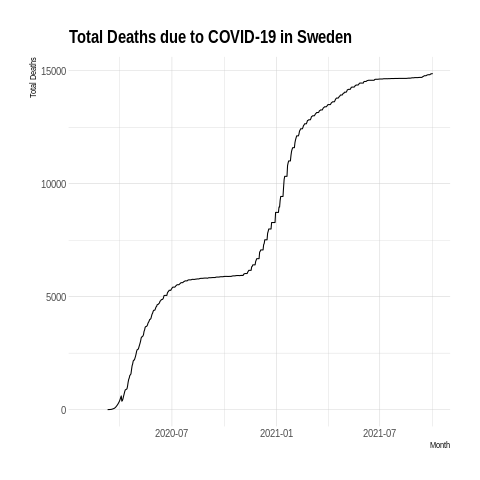 Total Deaths due to COVID-19 in Sweden
Total Deaths
15000
10000
5000
0
2020-07 2021-01 2021-07
Month